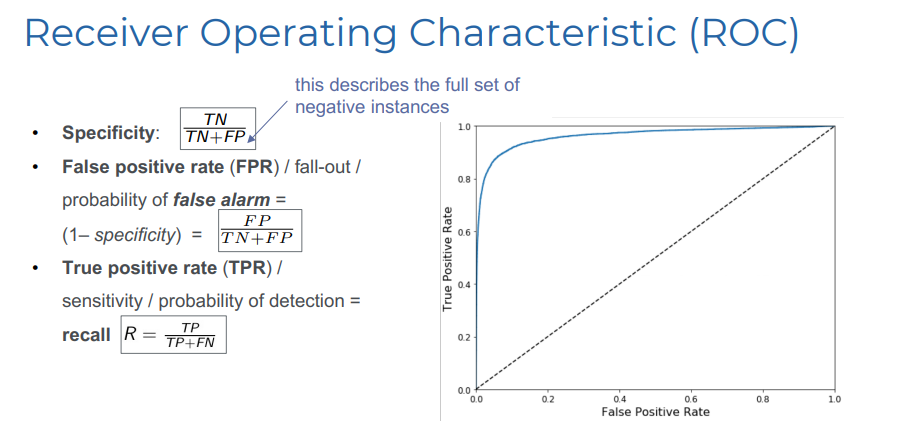 Receiver Operating Characteristic (ROC)
this describes the full set of
negative instances
• Specificity: TN / TN+FP
• False positive rate (FPR) / fall-out /
probability of false alarm =
(1– specificity) = FP / TN+FP
• True positive rate (TPR) /
sensitivity / probability of detection =
recall R = TP / TP+FN
True Positive Rate
1.0
0.8
0.6
0.4
0.2
0.0
0.0 0.2 0.4 0.6 0.8 1.0
False Positive Rate